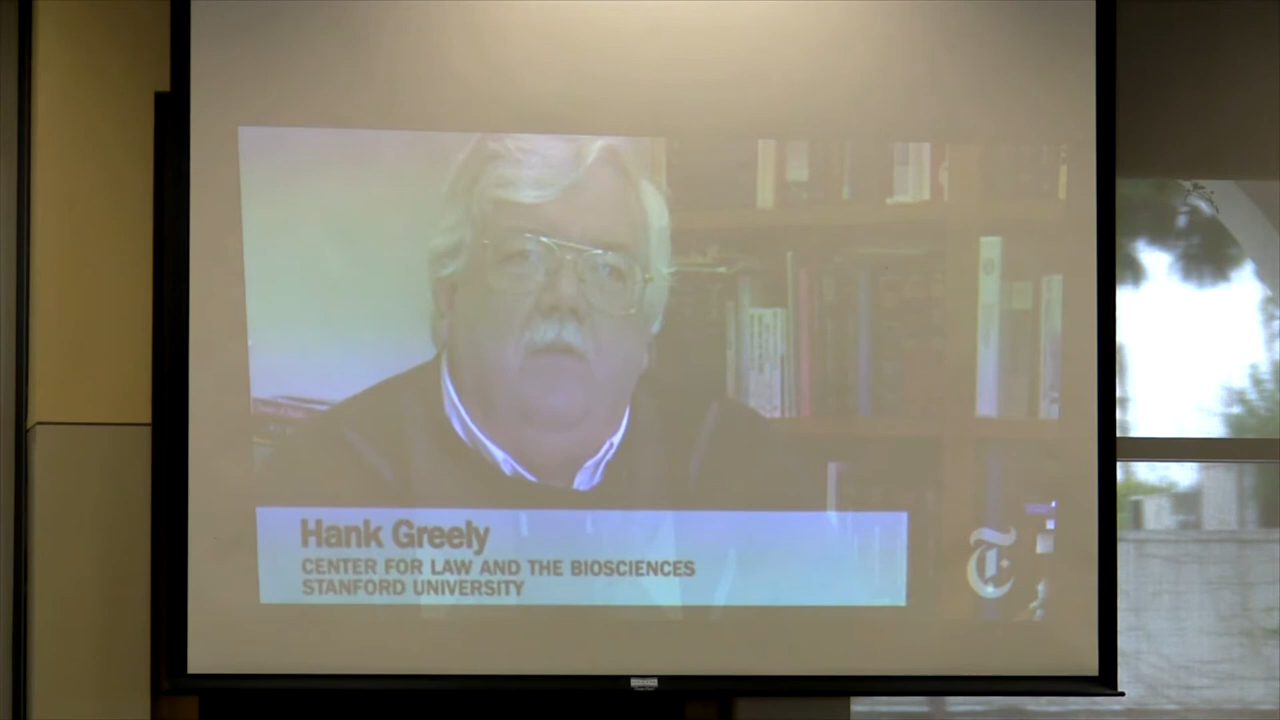 Hank Greely
CENTER FOR LAW AND THE BIOSCIENCES
STANFORD UNIVERSITY
T